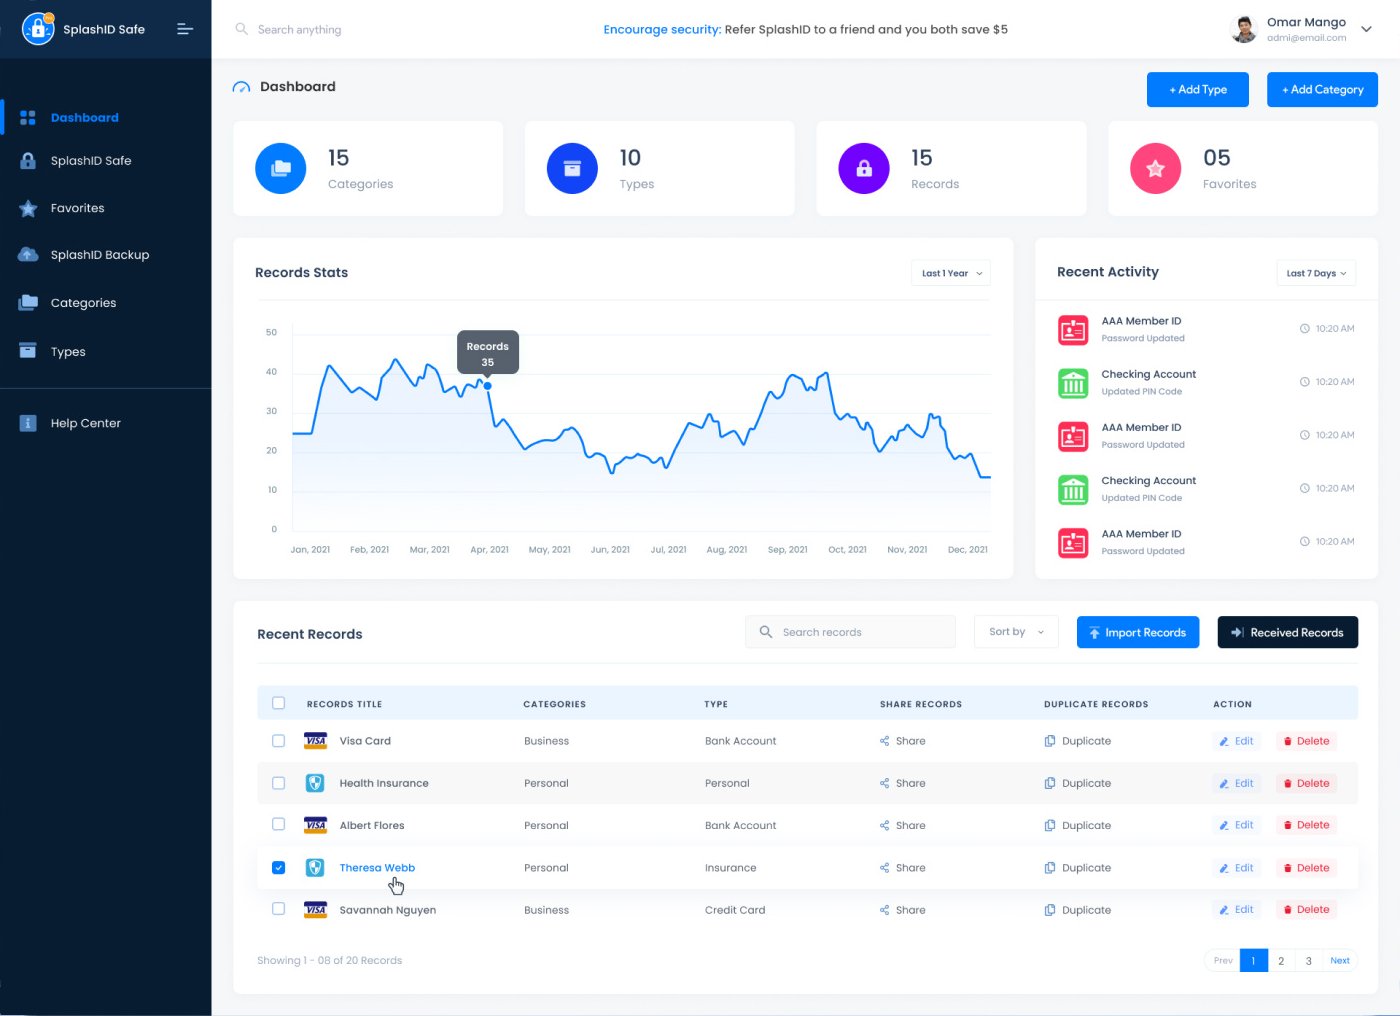 SplashID Safe
Search anything
Encourage security: Refer SplashID to a friend and you both save $5
Omar Mango
admi@email.com
Dashboard
SplashID Safe
Favorites
SplashID Backup
Categories
Types
Help Center
Dashboard
+ Add Type
+ Add Category
15
Categories
10
Types
15
Records
05
Favorites
Records Stats
Last 1 Year
50
40
30
20
10
0
Records
35
Jan, 2021 Feb, 2021 Mar, 2021 Apr, 2021 May, 2021 Jun, 2021 Jul, 2021 Aug, 2021 Sep, 2021 Oct, 2021 Nov, 2021 Dec, 2021
Recent Activity
Last 7 Days
AAA Member ID
Password Updated
10:20 AM
Checking Account
Updated PIN Code
10:20 AM
AAA Member ID
Password Updated
10:20 AM
Checking Account
Updated PIN Code
10:20 AM
AAA Member ID
Password Updated
10:20 AM
Recent Records
Search records
Sort by
Import Records
Received Records
RECORDS TITLE CATEGORIES TYPE SHARE RECORDS DUPLICATE RECORDS ACTION
VISA Visa Card Business Bank Account Share Duplicate Edit Delete
Health Insurance Personal Personal Share Duplicate Edit Delete
VISA Albert Flores Personal Bank Account Share Duplicate Edit Delete
Theresa Webb Personal Insurance Share Duplicate Edit Delete
VISA Savannah Nguyen Business Credit Card Share Duplicate Edit Delete
Showing 1 - 08 of 20 Records
Prev 1 2 3 Next